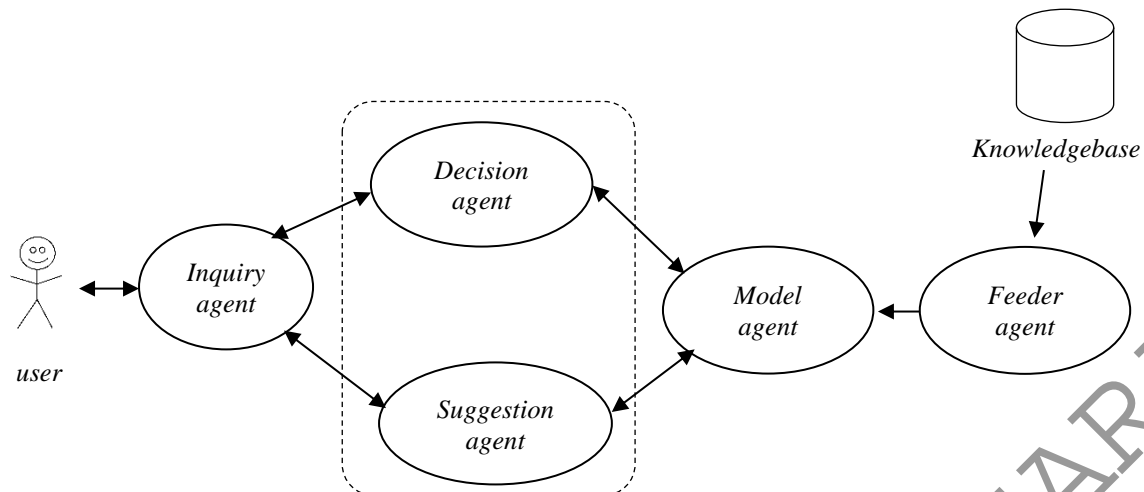 Knowledgebase
Decision
agent
Inquiry
agent
user
Model
agent
Feeder
agent
Suggestion
agent